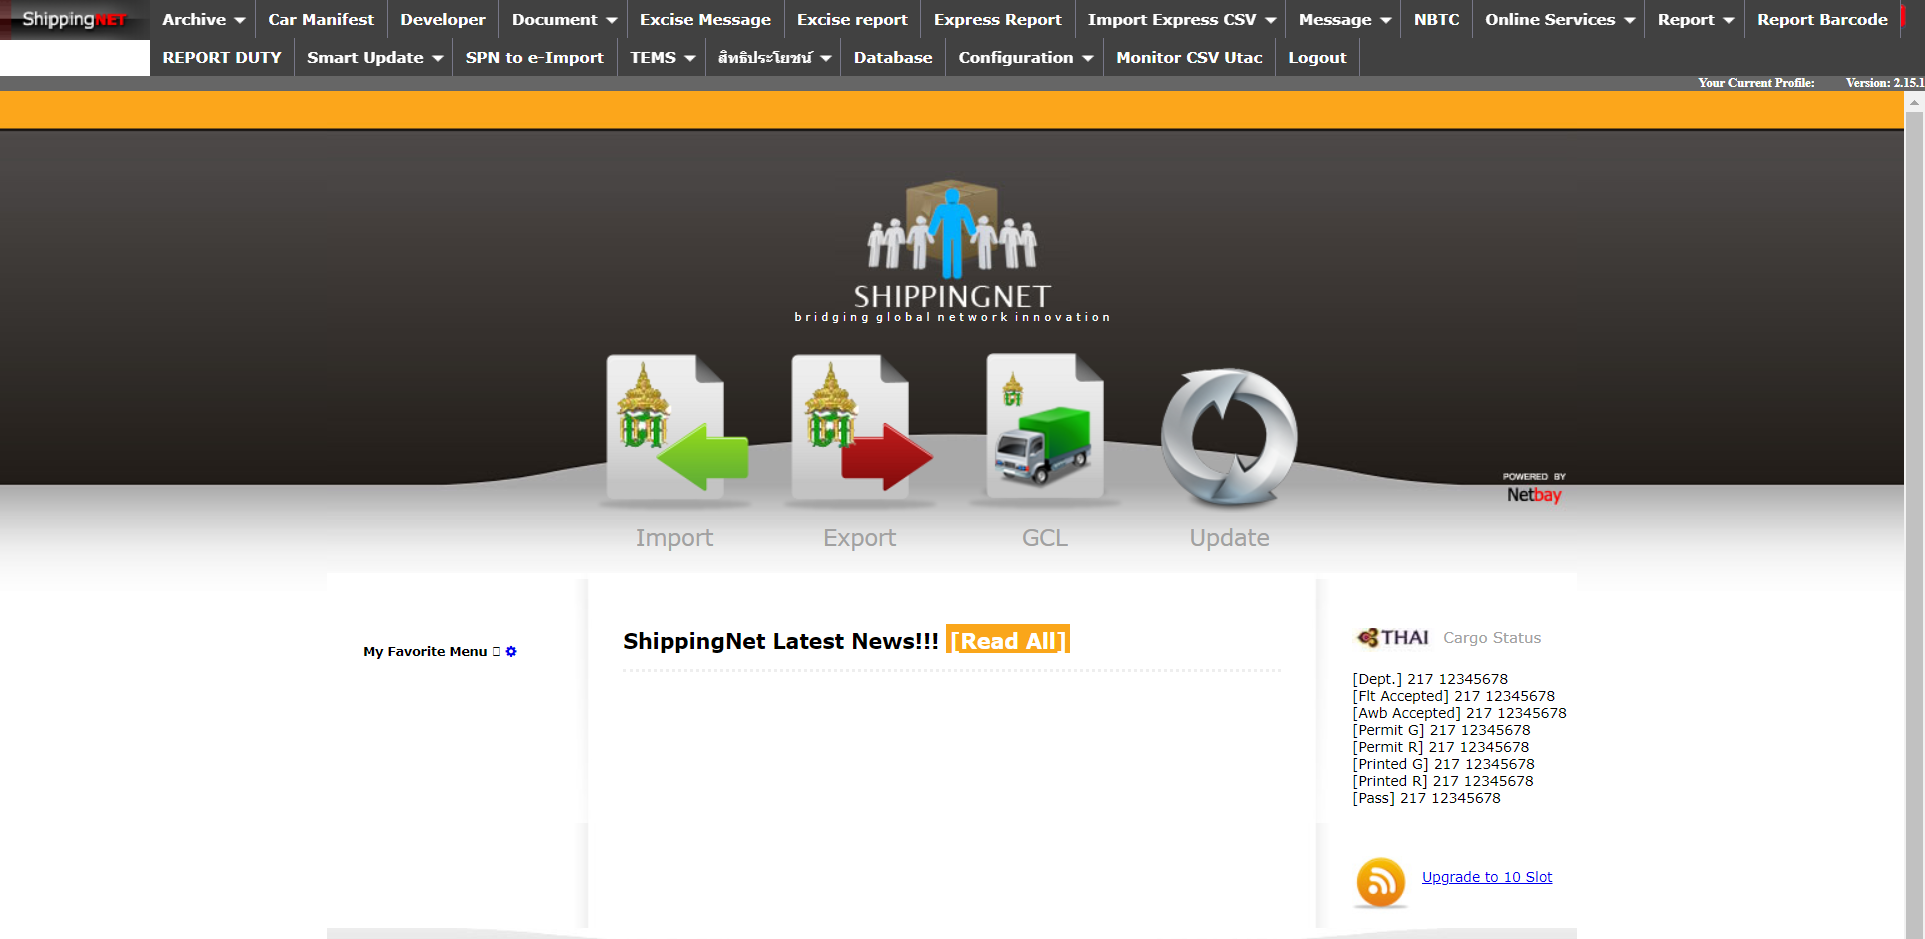 ShippingNET
Archive Car Manifest Developer Document Excise Message Excise report Express Report Import Express CSV Message NBTC Online Services Report Report Barcode
REPORT DUTY Smart Update SPN to e-Import TEMS สิทธิประโยชน์ Database Configuration Monitor CSV Utac Logout
Your Current Profile: Version: 2.15.1
SHIPPINGNET
bridging global network innovation
POWERED BY
Netbay
Import Export GCL Update
My Favorite Menu
ShippingNet Latest News!!! [Read All]
THAI Cargo Status
[Dept.] 217 12345678
[Flt Accepted] 217 12345678
[Awb Accepted] 217 12345678
[Permit G] 217 12345678
[Permit R] 217 12345678
[Printed G] 217 12345678
[Printed R] 217 12345678
[Pass] 217 12345678
Upgrade to 10 Slot